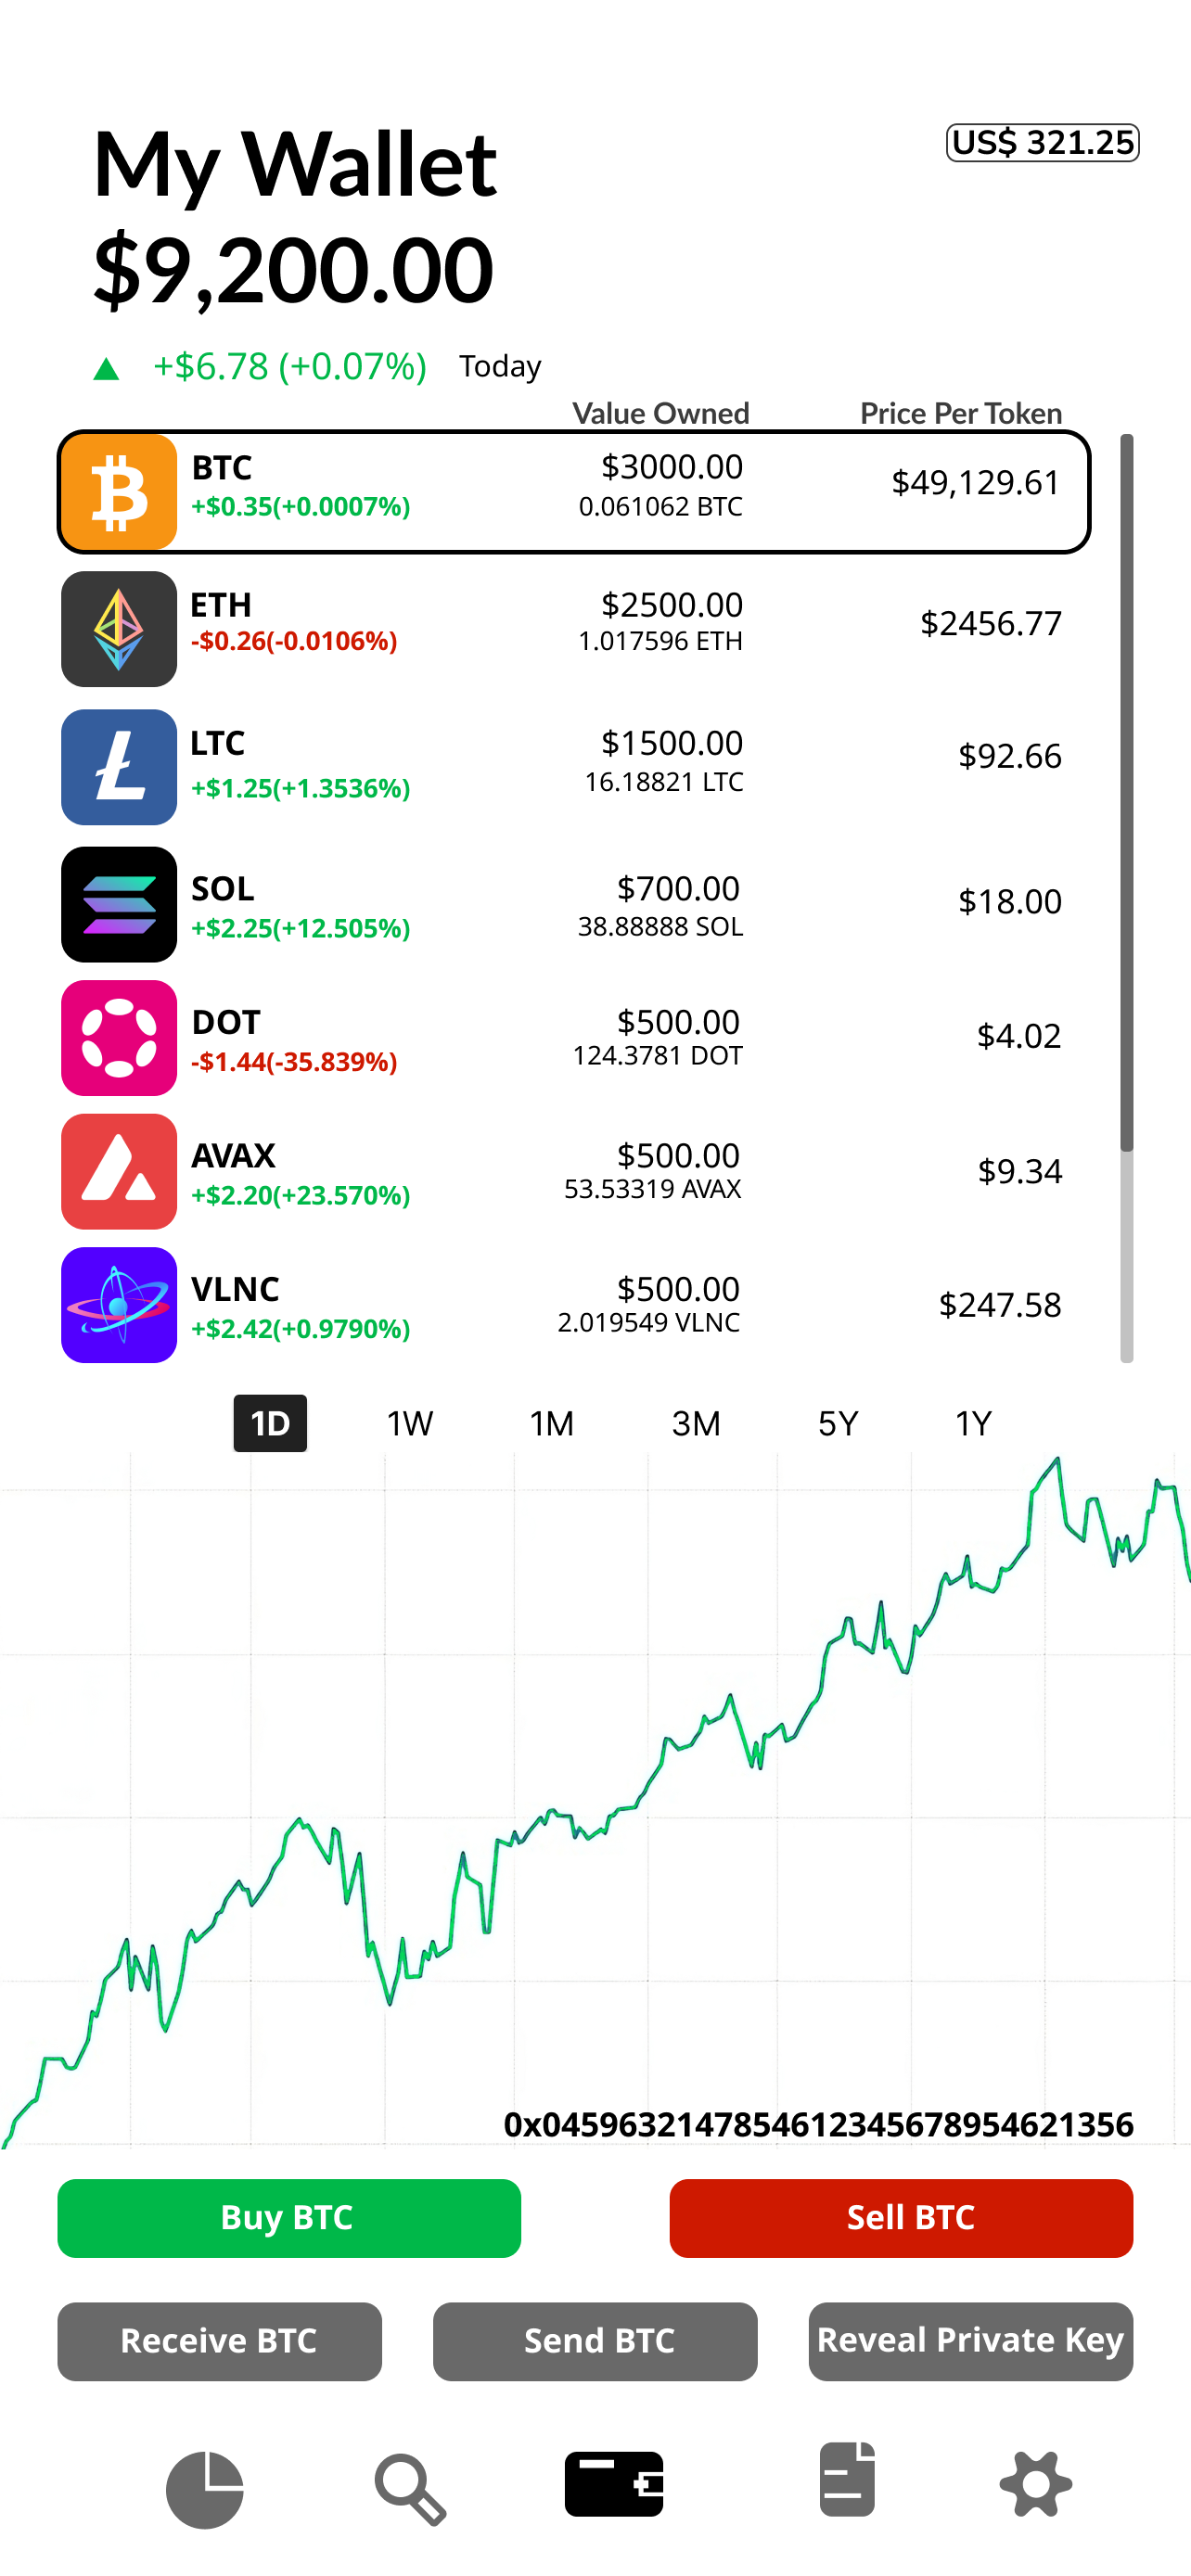 My Wallet
US$ 321.25
$9,200.00
+$6.78 (+0.07%) Today
Value Owned Price Per Token
BTC $3000.00 $49,129.61
+$0.35(+0.0007%) 0.061062 BTC
ETH $2500.00 $2456.77
-$0.26(-0.0106%) 1.017596 ETH
LTC $1500.00 $92.66
+$1.25(+1.3536%) 16.18821 LTC
SOL $700.00 $18.00
+$2.25(+12.505%) 38.88888 SOL
DOT $500.00 $4.02
-$1.44(-35.839%) 124.3781 DOT
AVAX $500.00 $9.34
+$2.20(+23.570%) 53.53319 AVAX
VLNC $500.00 $247.58
+$2.42(+0.9790%) 2.019549 VLNC
1D 1W 1M 3M 5Y 1Y
0x04596321478546123456789546​21356
Buy BTC Sell BTC
Receive BTC Send BTC Reveal Private Key